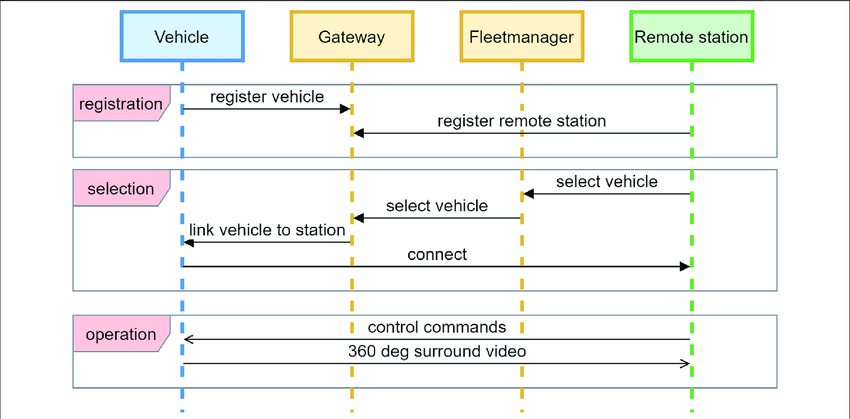 Vehicle
Gateway
Fleetmanager
Remote station
registration
register vehicle
register remote station
selection
select vehicle
select vehicle
link vehicle to station
connect
operation
control commands
360 deg surround video